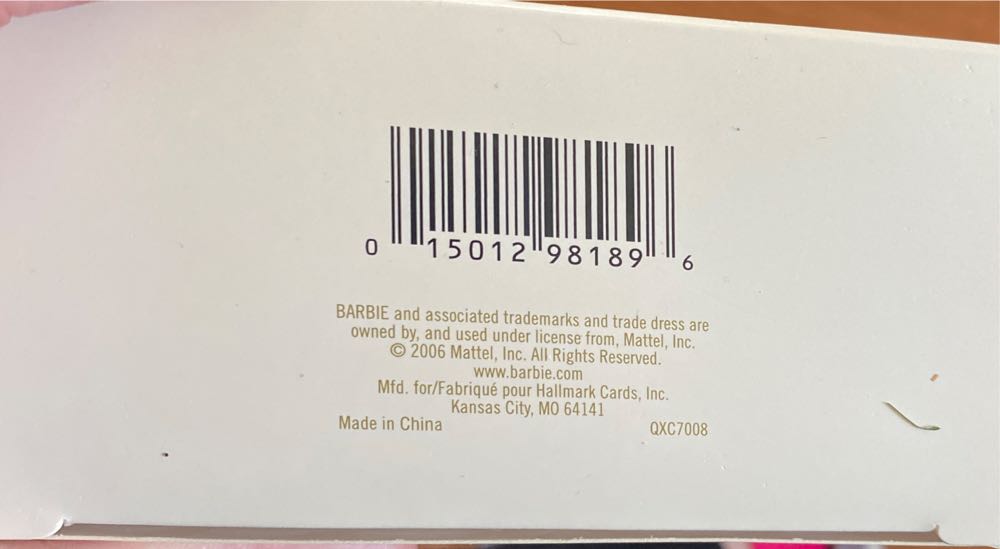 0 15012 98189 6
BARBIE and associated trademarks and trade dress are
owned by, and used under license from, Mattel, Inc.
© 2006 Mattel, Inc. All Rights Reserved.
www.barbie.com
Mfd. for/Fabriqué pour Hallmark Cards, Inc.
Kansas City, MO 64141
Made in China QXC7008